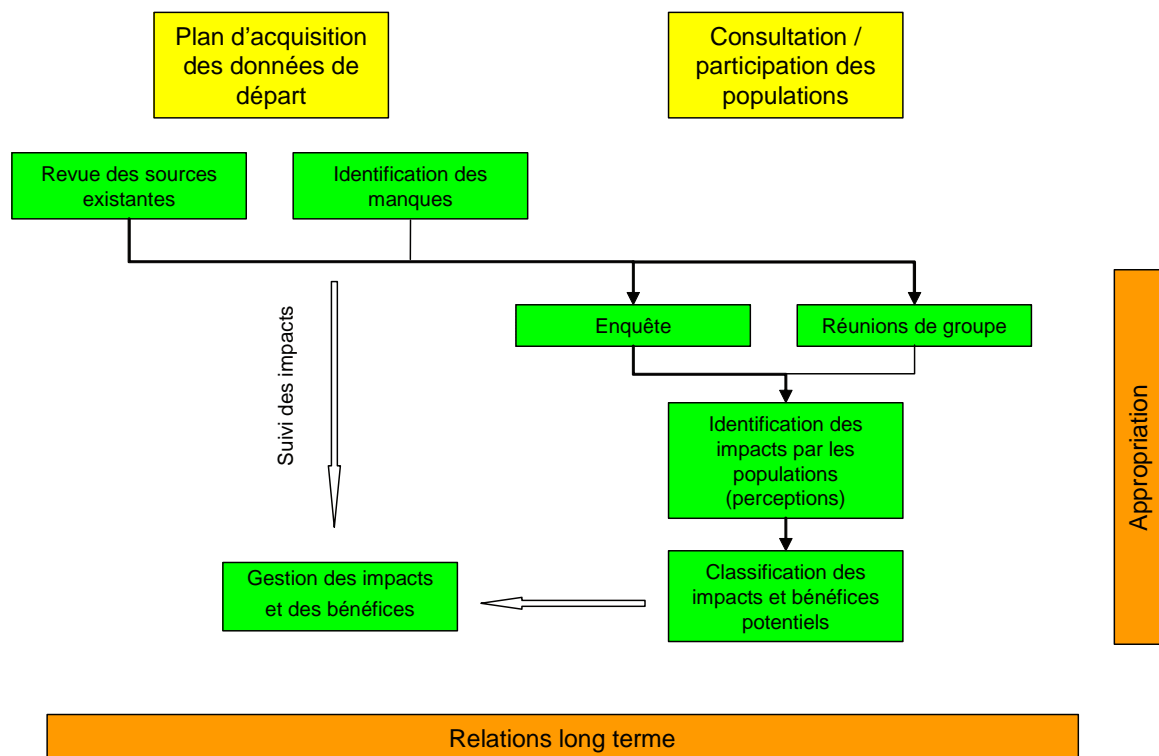 Plan d’acquisition
des données de
départ
Consultation /
participation des
populations
Revue des sources
existantes
Identification des
manques
Suivi des impacts
Enquête
Réunions de groupe
Identification des
impacts par les
populations
(perceptions)
Appropriation
Gestion des impacts
et des bénéfices
Classification des
impacts et bénéfices
potentiels
Relations long terme